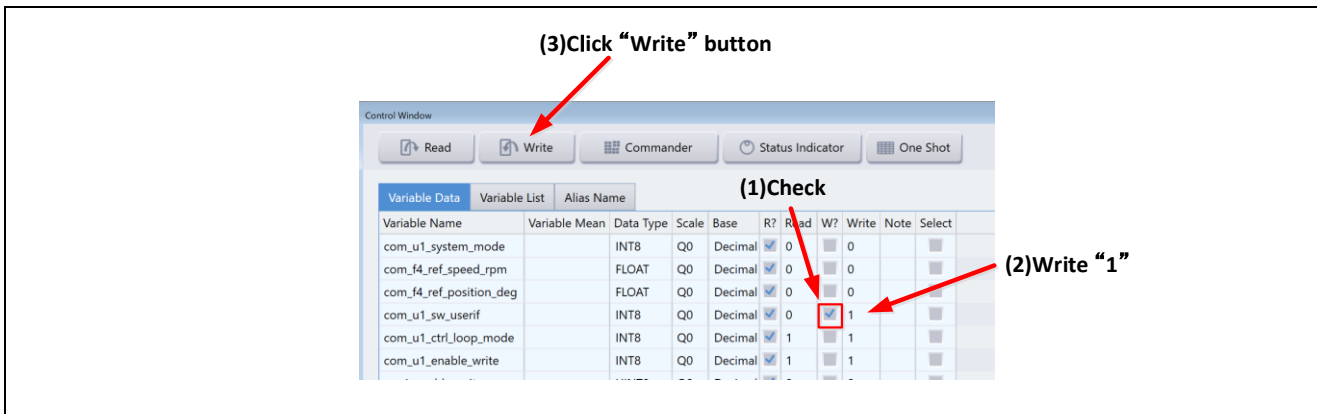 (3)Click “Write” button
Control Window
Read Write Commander Status Indicator One Shot
(1)Check
Variable Data Variable List Alias Name
Variable Name Variable Mean Data Type Scale Base R? Read W? Write Note Select
com_u1_system_mode INT8 Q0 Decimal 0 0
com_f4_ref_speed_rpm FLOAT Q0 Decimal 0 0
(2)Write “1”
com_f4_ref_position_deg FLOAT Q0 Decimal 0 0
com_u1_sw_userif INT8 Q0 Decimal 0 1
com_u1_ctrl_loop_mode INT8 Q0 Decimal 1 1
com_u1_enable_write INT8 Q0 Decimal 1 1